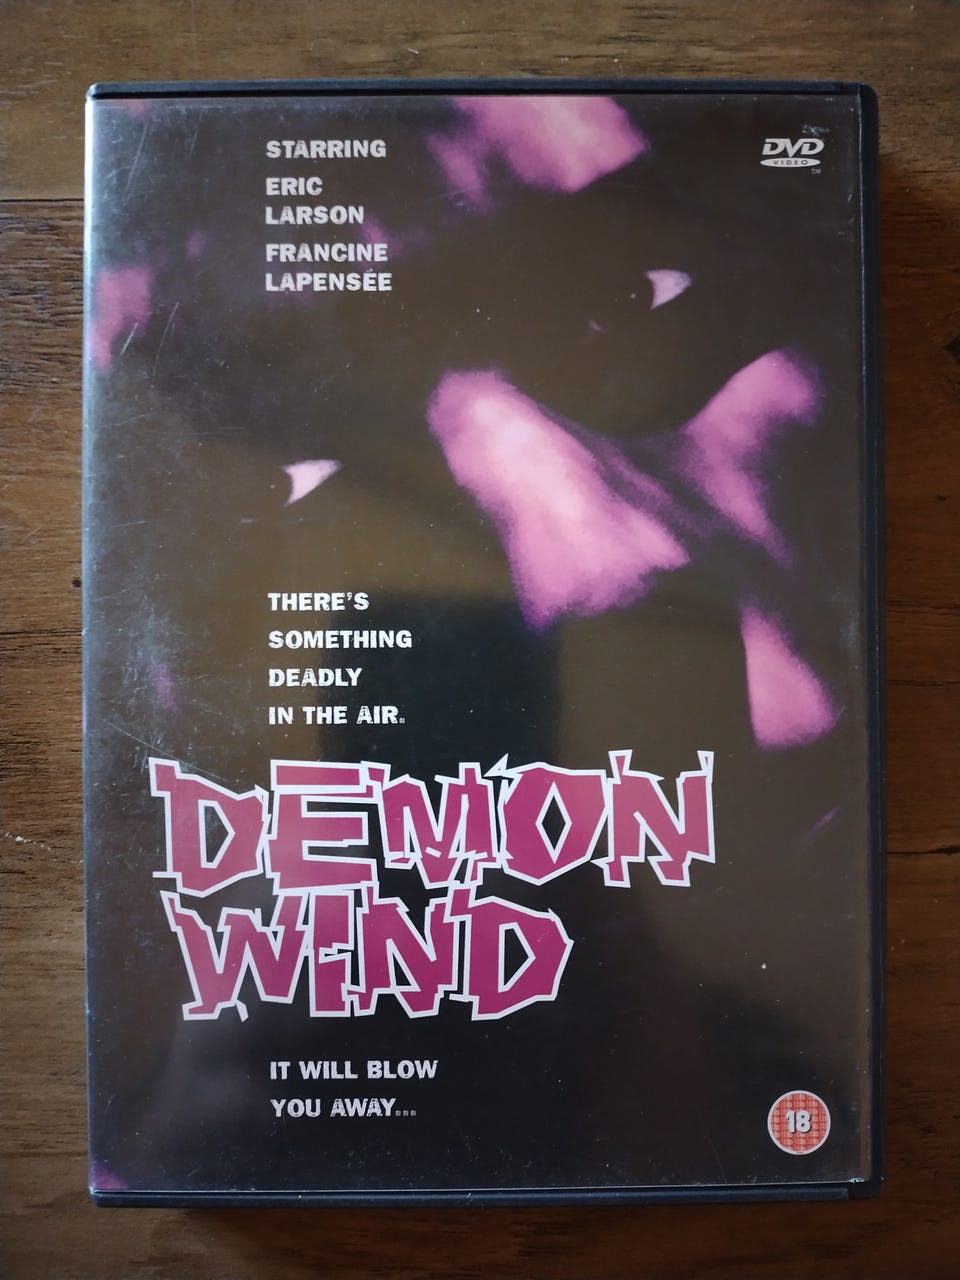 STARRING
ERIC
LARSON
FRANCINE
LAPENSÉE
DVD
VIDEO
TM
THERE'S
SOMETHING
DEADLY
IN THE AIR.
DEMON
WIND
IT WILL BLOW
YOU AWAY...
18